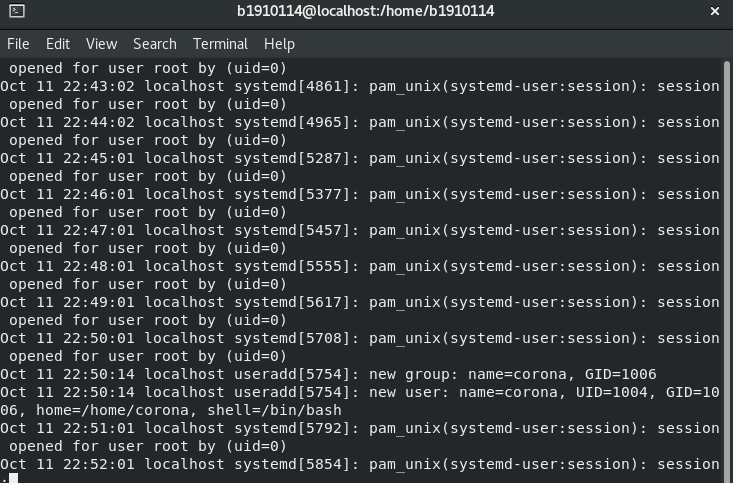 b1910114@localhost:/home/b1910114
File Edit View Search Terminal Help
opened for user root by (uid=0)
Oct 11 22:43:02 localhost systemd[4861]: pam_unix(systemd-user:session): session
opened for user root by (uid=0)
Oct 11 22:44:02 localhost systemd[4965]: pam_unix(systemd-user:session): session
opened for user root by (uid=0)
Oct 11 22:45:01 localhost systemd[5287]: pam_unix(systemd-user:session): session
opened for user root by (uid=0)
Oct 11 22:46:01 localhost systemd[5377]: pam_unix(systemd-user:session): session
opened for user root by (uid=0)
Oct 11 22:47:01 localhost systemd[5457]: pam_unix(systemd-user:session): session
opened for user root by (uid=0)
Oct 11 22:48:01 localhost systemd[5555]: pam_unix(systemd-user:session): session
opened for user root by (uid=0)
Oct 11 22:49:01 localhost systemd[5617]: pam_unix(systemd-user:session): session
opened for user root by (uid=0)
Oct 11 22:50:01 localhost systemd[5708]: pam_unix(systemd-user:session): session
opened for user root by (uid=0)
Oct 11 22:50:14 localhost useradd[5754]: new group: name=corona, GID=1006
Oct 11 22:50:14 localhost useradd[5754]: new user: name=corona, UID=1004, GID=10
06, home=/home/corona, shell=/bin/bash
Oct 11 22:51:01 localhost systemd[5792]: pam_unix(systemd-user:session): session
opened for user root by (uid=0)
Oct 11 22:52:01 localhost systemd[5854]: pam_unix(systemd-user:session): session